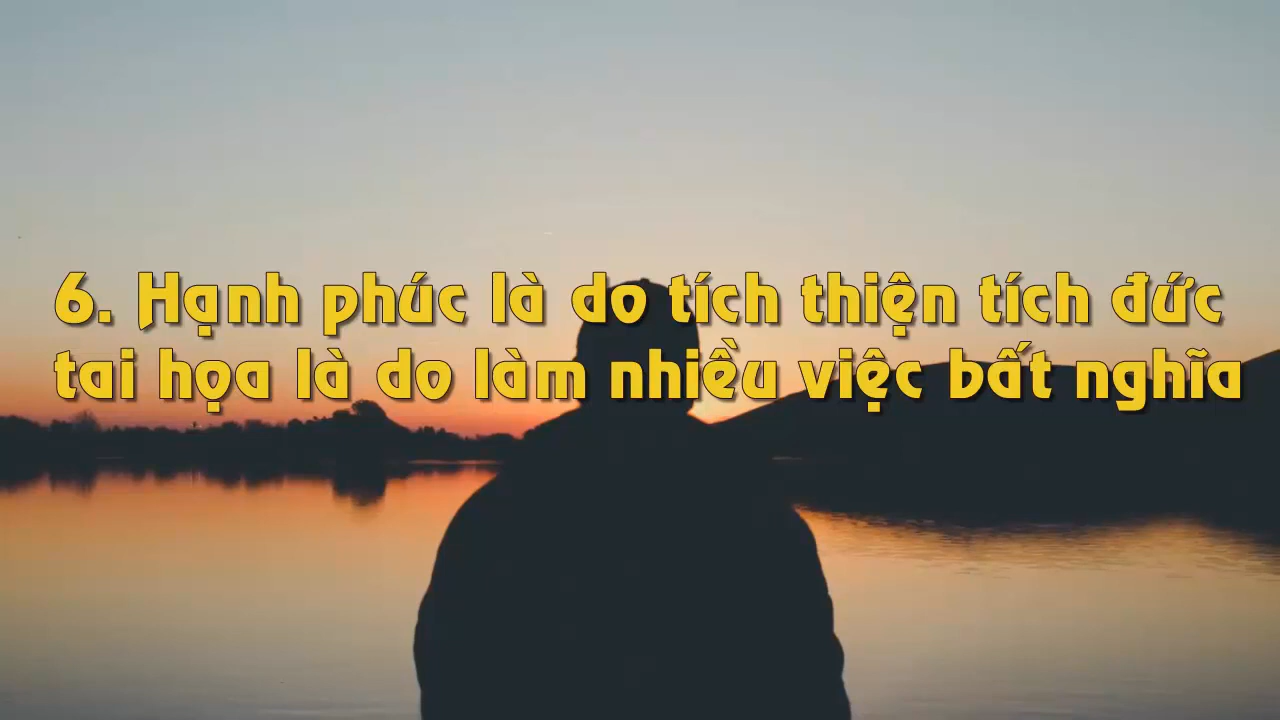 6. Hạnh phúc là do tích thiện tích đức
tai họa là do làm nhiều việc bất nghĩa